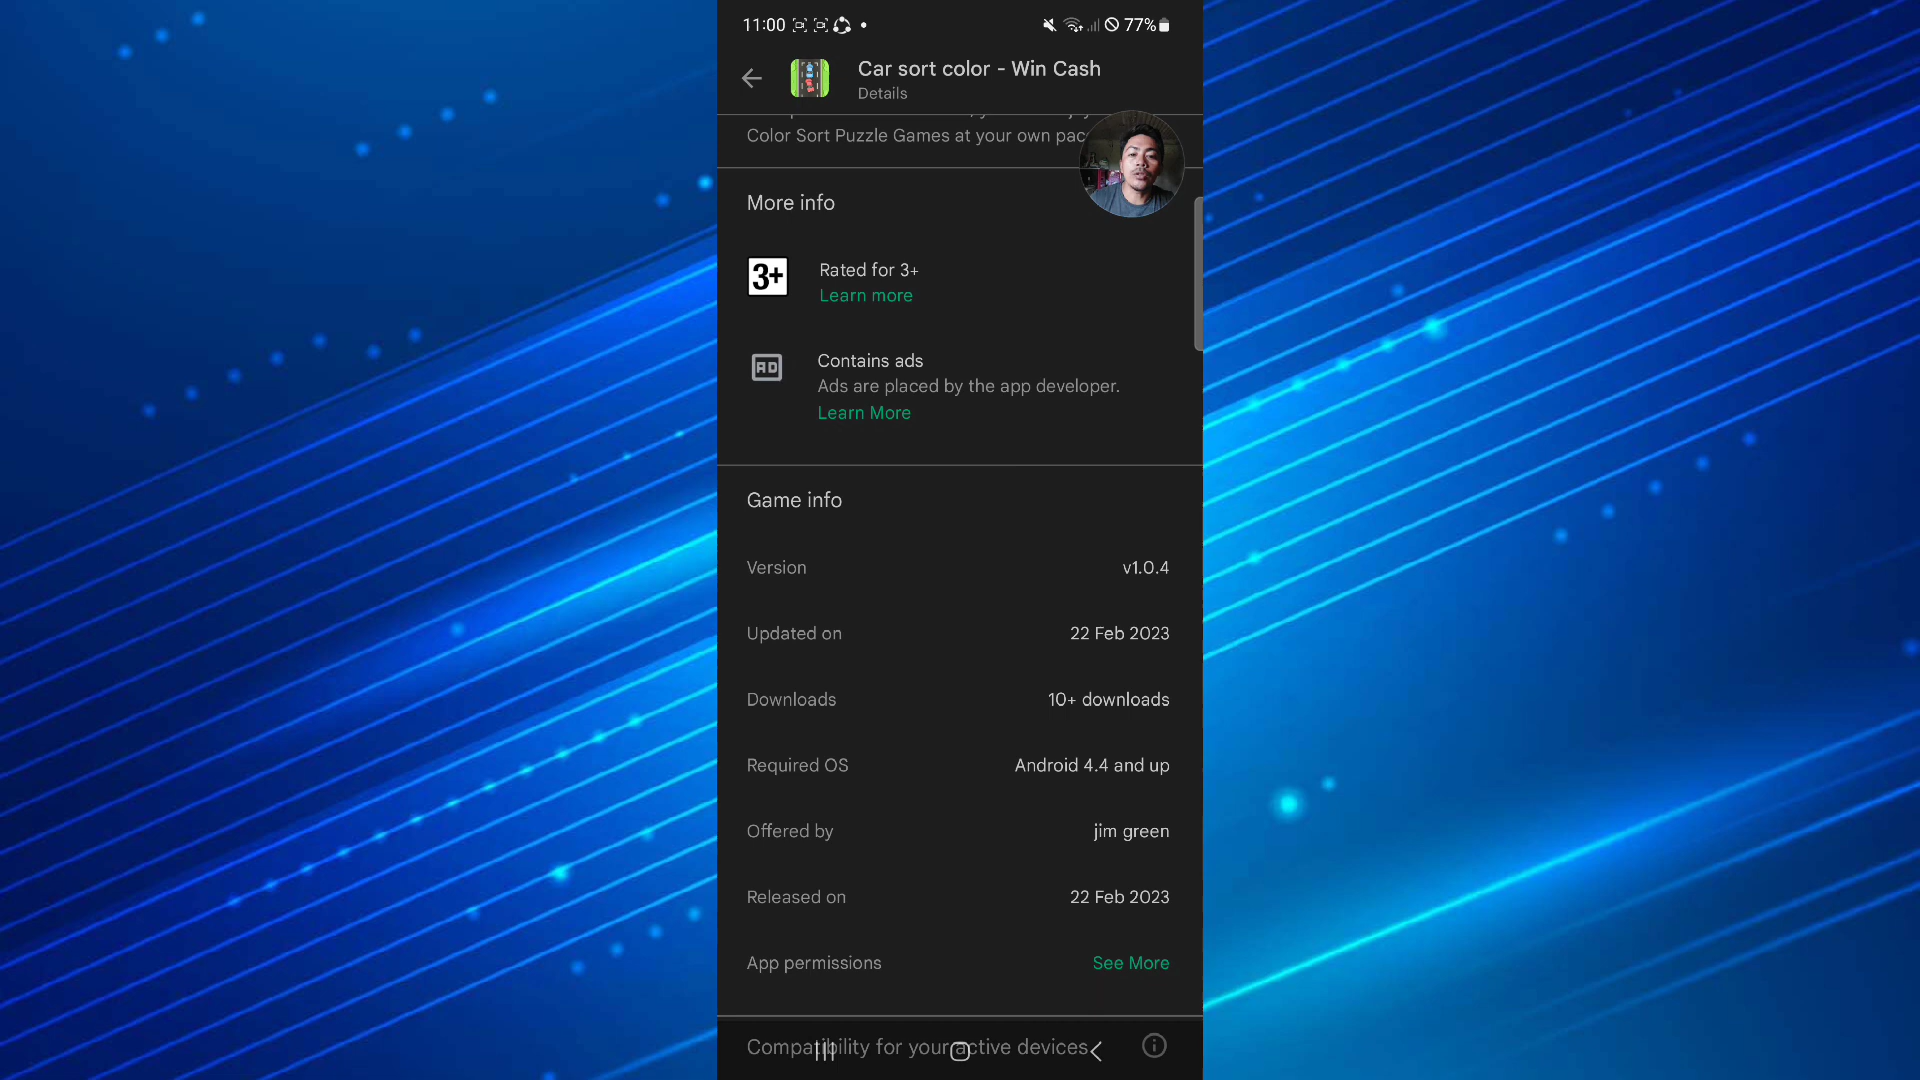 11:00
77%
Car sort color - Win Cash
Details
Color Sort Puzzle Games at your own
More info
3+
Rated for 3+
Learn more
AD
Contains ads
Ads are placed by the app developer.
Learn More
Game info
Version v1.0.4
Updated on 22 Feb 2023
Downloads 10+ downloads
Required OS Android 4.4 and up
Offered by jim green
Released on 22 Feb 2023
App permissions See More
Compatibility for your active devices